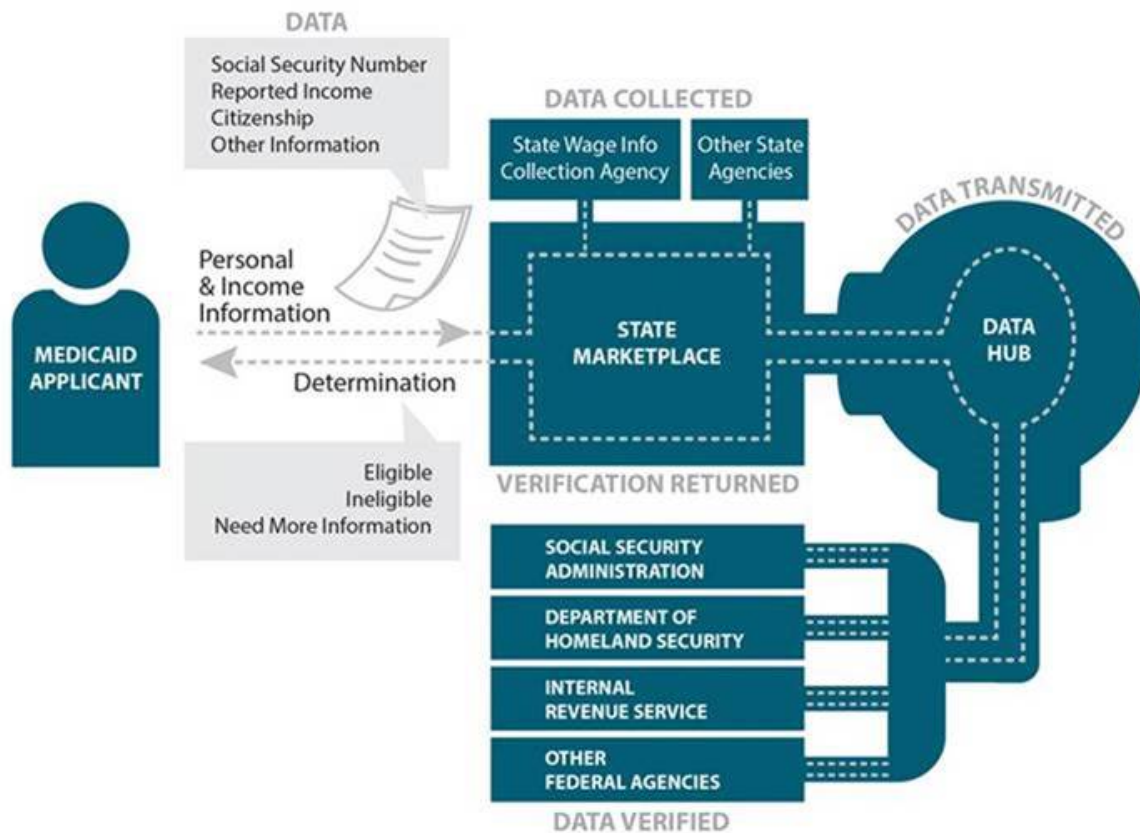 DATA
Social Security Number
Reported Income
Citizenship
Other Information
DATA COLLECTED
State Wage Info
Collection Agency
Other State
Agencies
DATA TRANSMITTED
Personal
& Income
Information
MEDICAID
APPLICANT
STATE
MARKETPLACE
DATA
HUB
Determination
Eligible
Ineligible
Need More Information
VERIFICATION RETURNED
SOCIAL SECURITY
ADMINISTRATION
DEPARTMENT OF
HOMELAND SECURITY
INTERNAL
REVENUE SERVICE
OTHER
FEDERAL AGENCIES
DATA VERIFIED